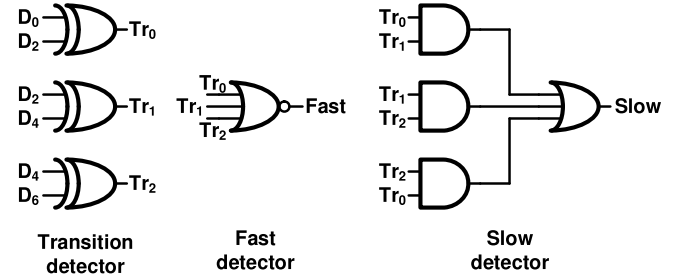 D₀
D₂
Tr₀
D₂
D₄
Tr₁
D₄
D₆
Tr₂
Transition
detector
Tr₀
Tr₁
Tr₂
Fast
Fast
detector
Tr₀
Tr₁
Tr₁
Tr₂
Tr₂
Tr₀
Slow
Slow
detector